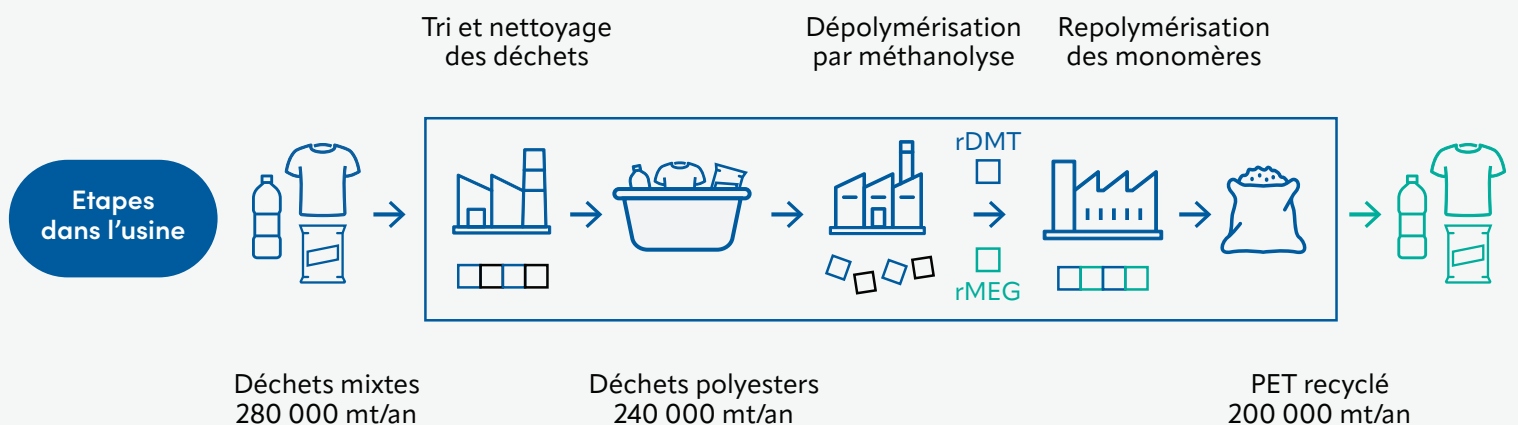 Tri et nettoyage
des déchets
Dépolymérisation
par méthanolyse
Repolymérisation
des monomères
Etapes
dans l'usine
rDMT
rMEG
Déchets mixtes
280 000 mt/an
Déchets polyesters
240 000 mt/an
PET recyclé
200 000 mt/an